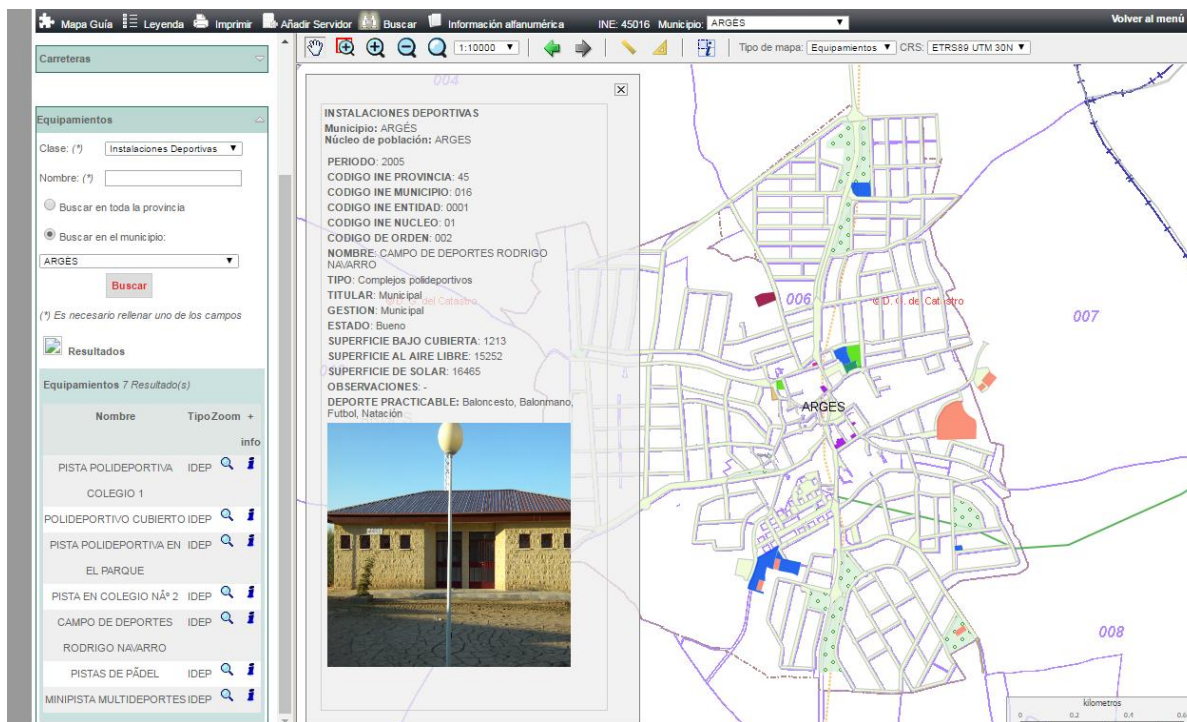 Mapa Guía Leyenda Imprimir Añadir Servidor Buscar Información alfanumérica INE: 45016 Municipio: ARGÉS Volver al menú
1:10000 Tipo de mapa: Equipamientos CRS: ETRS89 UTM 30N
Carreteras
Equipamientos
Clase: (*) Instalaciones Deportivas
Nombre: (*)
Buscar en toda la provincia
Buscar en el municipio:
ARGÉS
Buscar
(*) Es necesario rellenar uno de los campos
Resultados
Equipamientos 7 Resultado(s)
Nombre Tipo Zoom +
info
PISTA POLIDEPORTIVA IDEP
COLEGIO 1
POLIDEPORTIVO CUBIERTO IDEP
PISTA POLIDEPORTIVA EN IDEP
EL PARQUE
PISTA EN COLEGIO NÂº 2 IDEP
CAMPO DE DEPORTES IDEP
RODRIGO NAVARRO
PISTAS DE PÃDEL IDEP
MINIPISTA MULTIDEPORTES IDEP
004
INSTALACIONES DEPORTIVAS
Municipio: ARGÉS
Núcleo de población: ARGES
PERIODO: 2005
CODIGO INE PROVINCIA: 45
CODIGO INE MUNICIPIO: 016
CODIGO INE ENTIDAD: 0001
CODIGO INE NUCLEO: 01
CODIGO DE ORDEN: 002
NOMBRE: CAMPO DE DEPORTES RODRIGO
NAVARRO
TIPO: Complejos polideportivos
TITULAR: Municipal
GESTION: Municipal
ESTADO: Bueno
SUPERFICIE BAJO CUBIERTA: 1213
SUPERFICIE AL AIRE LIBRE: 15252
SUPERFICIE DE SOLAR: 16465
OBSERVACIONES: -
DEPORTE PRACTICABLE: Baloncesto, Balonmano,
Futbol, Natación
006
© D. G. del Catastro
007
ARGES
008
kilometros
0 0.2 0.4 0.6